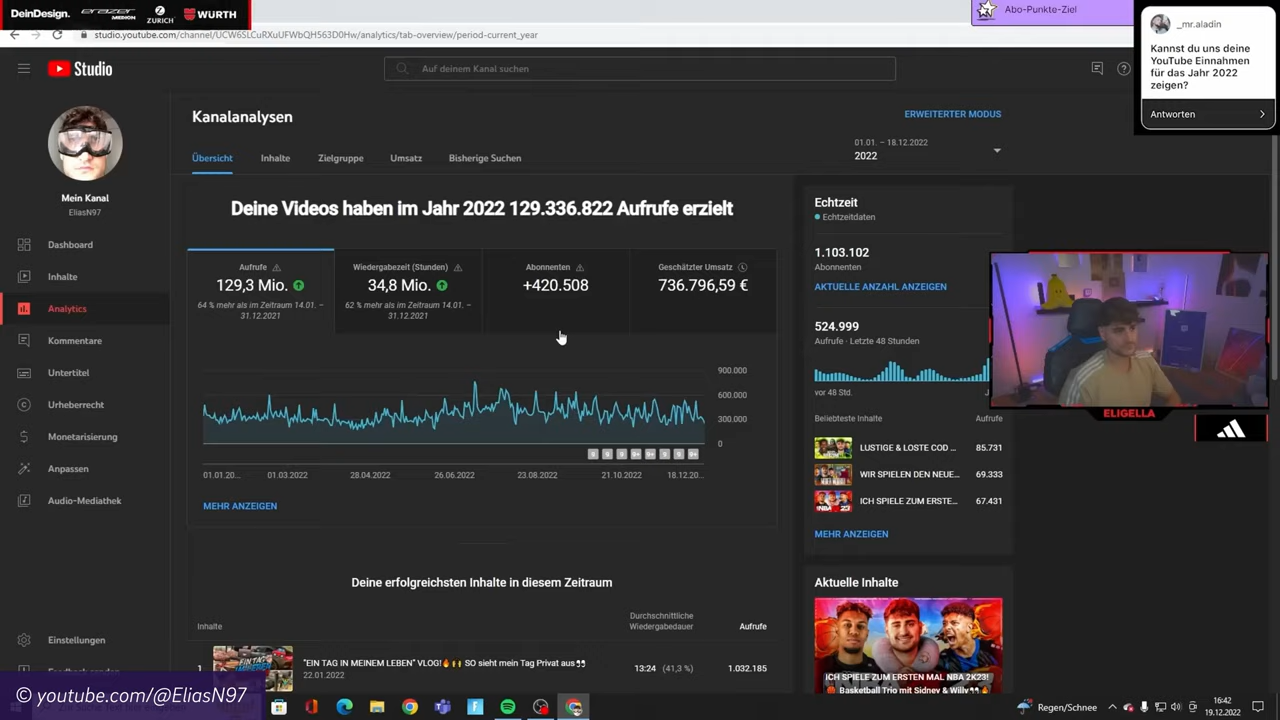 DeinDesign.
erazer
MEDION
ZURICH
WÜRTH
Abo-Punkte-Ziel
_mr.aladin
Kannst du uns deine
YouTube Einnahmen
für das Jahr 2022
zeigen?
Antworten
studio.youtube.com/channel/UCW6SLCuRXuUFWbQH563D0Hw/analytics/tab-overview/period-current_year
Studio
Auf deinem Kanal suchen
Mein Kanal
EliasN97
Dashboard
Inhalte
Analytics
Kommentare
Untertitel
Urheberrecht
Monetarisierung
Anpassen
Audio-Mediathek
Einstellungen
Kanalanalysen
ERWEITERTER MODUS
Übersicht
Inhalte
Zielgruppe
Umsatz
Bisherige Suchen
01.01. – 18.12.2022
2022
Deine Videos haben im Jahr 2022 129.336.822 Aufrufe erzielt
Aufrufe
129,3 Mio.
64 % mehr als im Zeitraum 14.01. –
31.12.2021
Wiedergabezeit (Stunden)
34,8 Mio.
62 % mehr als im Zeitraum 14.01. –
31.12.2021
Abonnenten
+420.508
Geschätzter Umsatz
736.796,59 €
900.000
600.000
300.000
0
01.01.20...
01.03.2022
28.04.2022
26.06.2022
23.08.2022
21.10.2022
18.12.20...
MEHR ANZEIGEN
Deine erfolgreichsten Inhalte in diesem Zeitraum
Inhalte
Durchschnittliche
Wiedergabedauer
Aufrufe
1
"EIN TAG IN MEINEM LEBEN" VLOG!🔥🙌 SO sieht mein Tag Privat aus👀
22.01.2022
13:24 (41,3 %)
1.032.185
Echtzeit
Echtzeitdaten
1.103.102
Abonnenten
AKTUELLE ANZAHL ANZEIGEN
524.999
Aufrufe · Letzte 48 Stunden
vor 48 Std.
Beliebteste Inhalte
Aufrufe
LUSTIGE & LOSTE COD ...
85.731
WIR SPIELEN DEN NEUE...
69.333
ICH SPIELE ZUM ERSTE...
67.431
MEHR ANZEIGEN
Aktuelle Inhalte
ICH SPIELE ZUM ERSTEN MAL NBA 2K23!
Basketball Trio mit Sidney & Willy
ELIGELLA
© youtube.com/@EliasN97
Regen/Schnee
16:42
19.12.2022